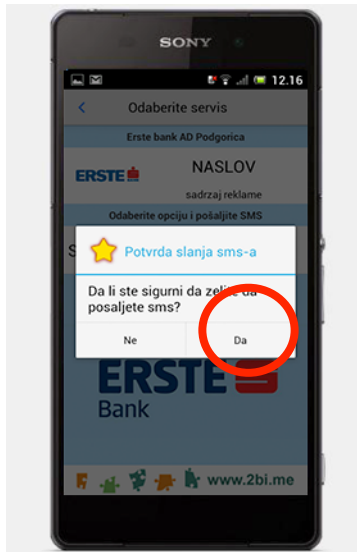 SONY
12.16
Odaberite servis
Erste bank AD Podgorica
ERSTE
NASLOV
sadrzaj reklame
Odaberite opciju i pošaljite SMS
S
Potvrda slanja sms-a
Da li ste sigurni da zelite da
posaljete sms?
Ne
Da
ERSTE
Bank
www.2bi.me